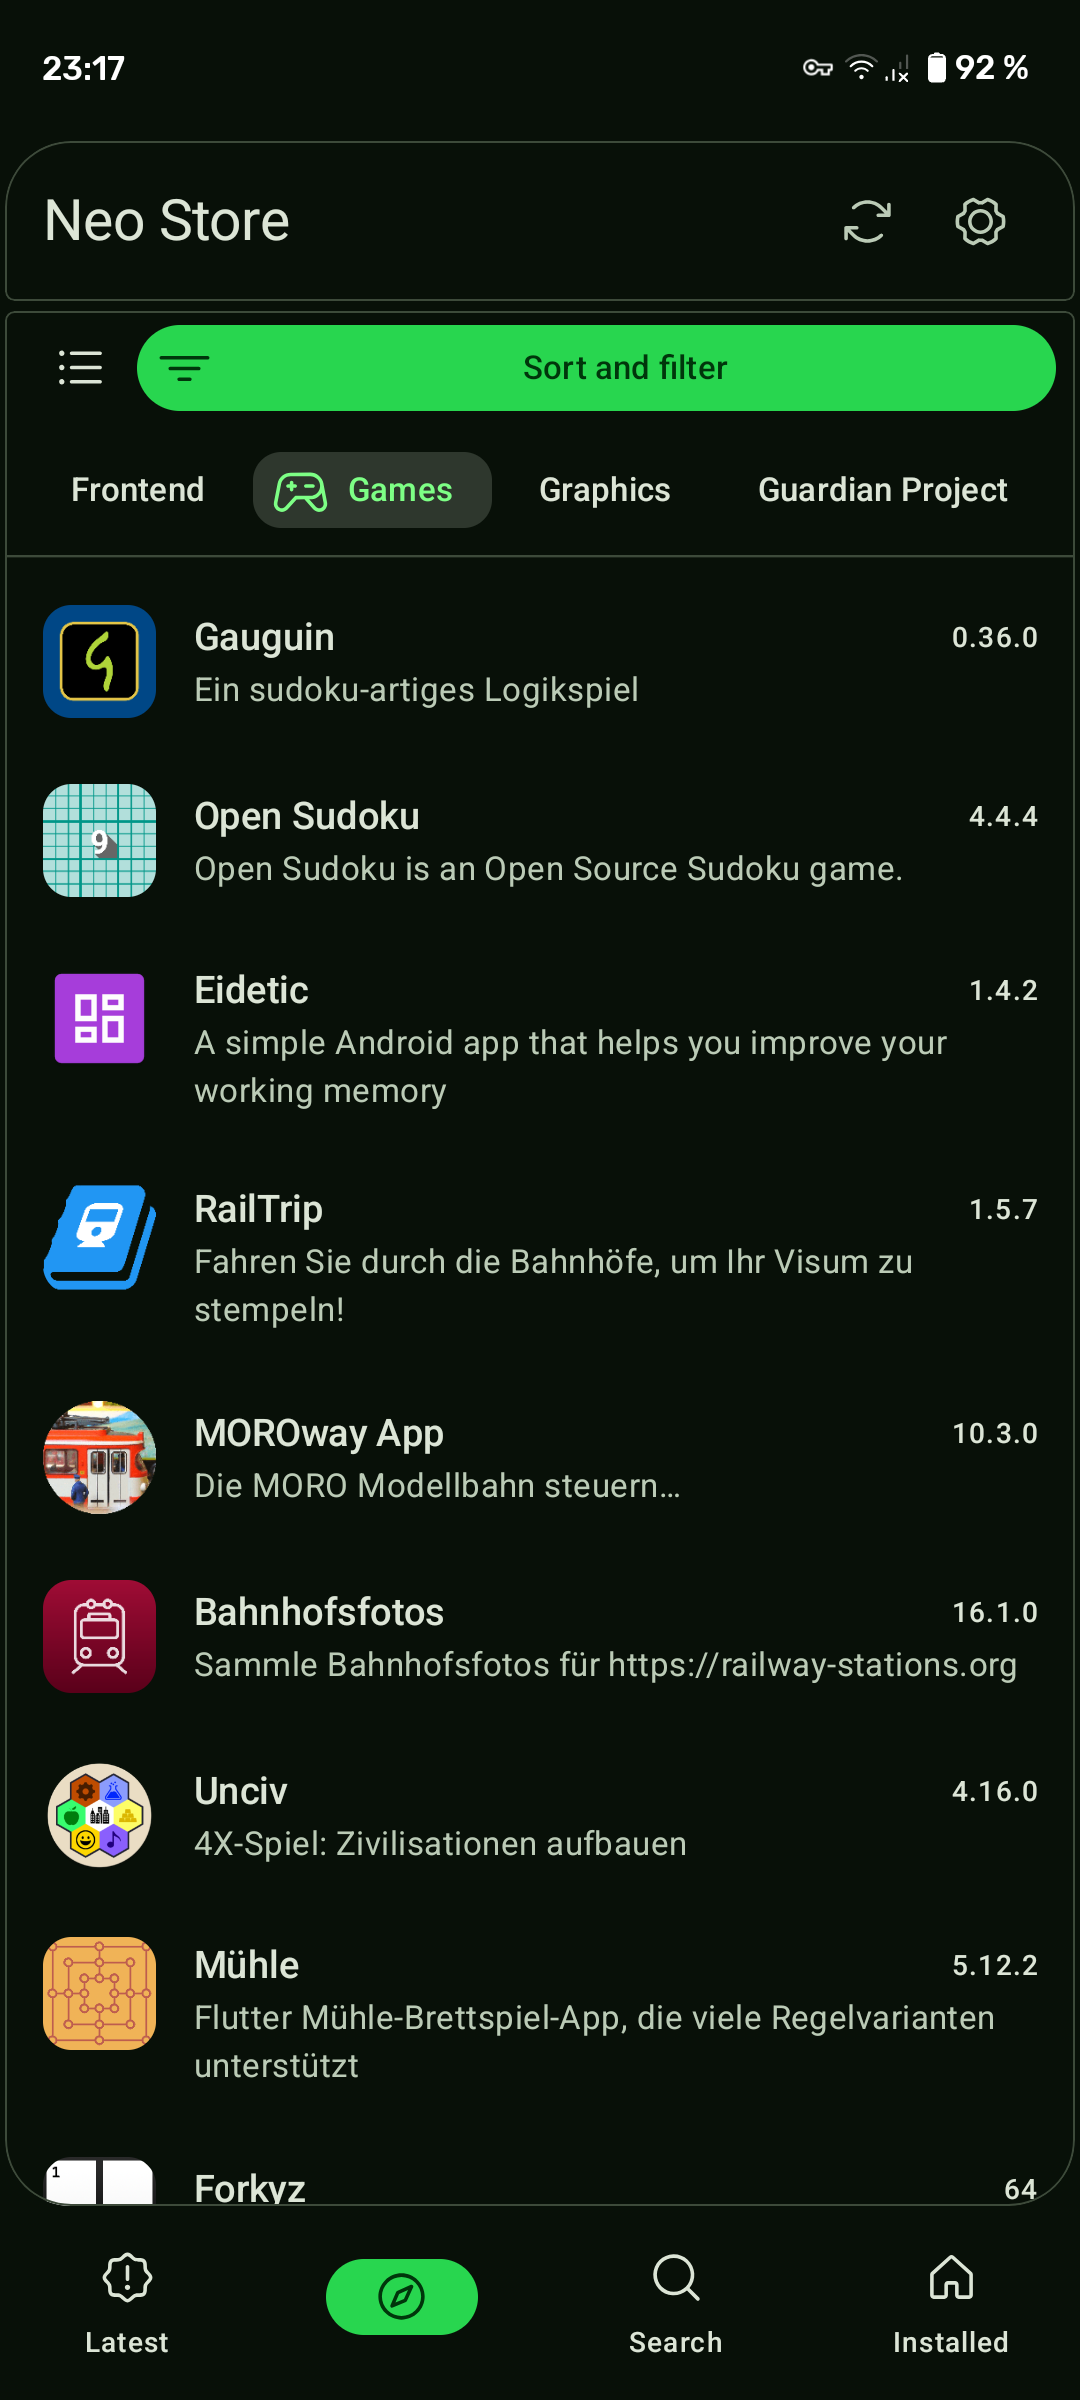 23:17
92 %
Neo Store
Sort and filter
Frontend
Games
Graphics
Guardian Project
Gauguin
0.36.0
Ein sudoku-artiges Logikspiel
9
Open Sudoku
4.4.4
Open Sudoku is an Open Source Sudoku game.
Eidetic
1.4.2
A simple Android app that helps you improve your
working memory
RailTrip
1.5.7
Fahren Sie durch die Bahnhöfe, um Ihr Visum zu
stempeln!
MOROway App
10.3.0
Die MORO Modellbahn steuern…
Bahnhofsfotos
16.1.0
Sammle Bahnhofsfotos für https://railway-stations.org
Unciv
4.16.0
4X-Spiel: Zivilisationen aufbauen
Mühle
5.12.2
Flutter Mühle-Brettspiel-App, die viele Regelvarianten
unterstützt
1
Forkyz
64
Latest
Search
Installed